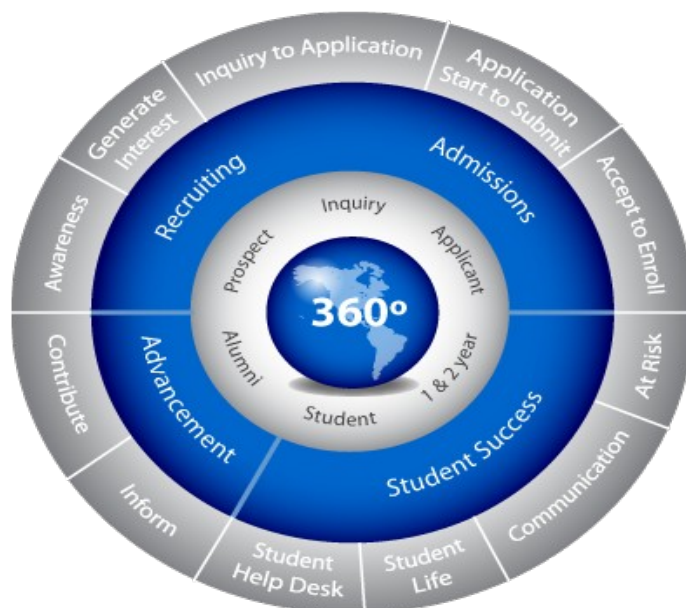 Inquiry to Application
Application
Start to Submit
Accept to Enroll
At Risk
Communication
Student
Life
Student
Help Desk
Inform
Contribute
Awareness
Generate
Interest
Recruiting
Admissions
Student Success
Advancement
Inquiry
Applicant
1 & 2 year
Student
Alumni
Prospect
360º